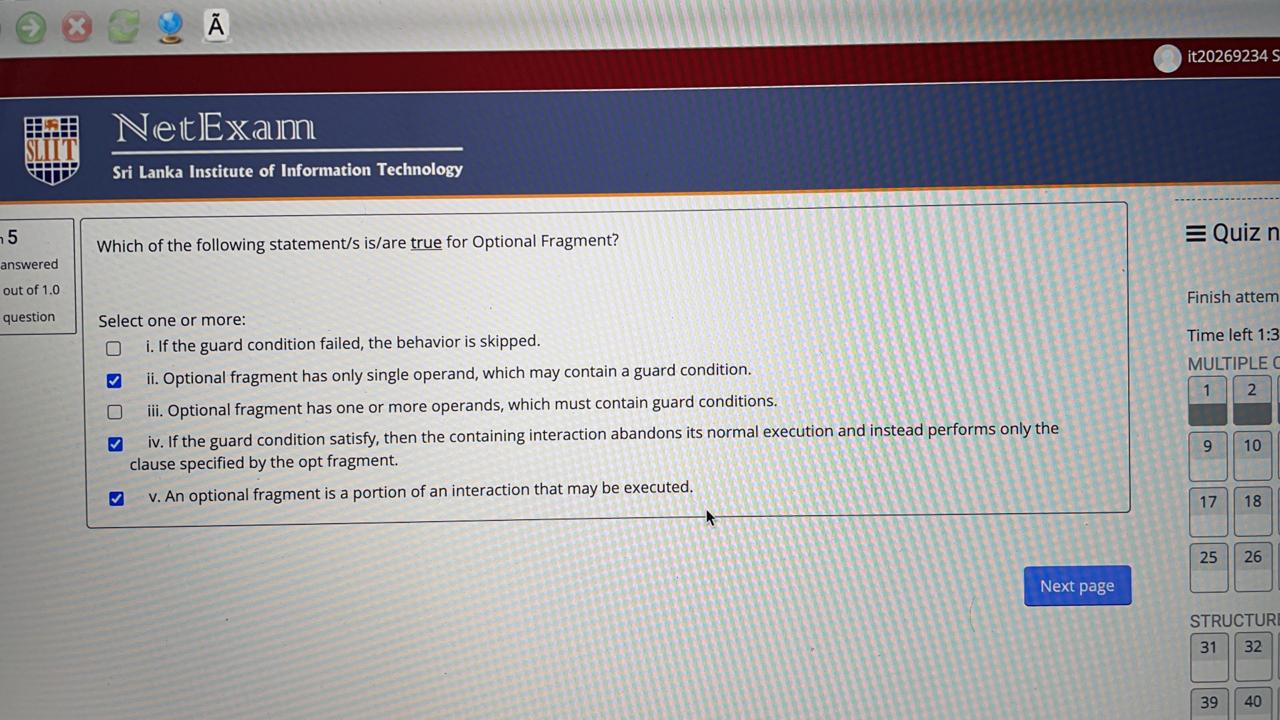 Ã
it20269234 S
NetExam
SLIIT
Sri Lanka Institute of Information Technology
5
answered
out of 1.0
question
Which of the following statement/s is/are true for Optional Fragment?
Select one or more:
i. If the guard condition failed, the behavior is skipped.
ii. Optional fragment has only single operand, which may contain a guard condition.
iii. Optional fragment has one or more operands, which must contain guard conditions.
iv. If the guard condition satisfy, then the containing interaction abandons its normal execution and instead performs only the
clause specified by the opt fragment.
v. An optional fragment is a portion of an interaction that may be executed.
Next page
Quiz n
Finish attem
Time left 1:3
MULTIPLE C
1 2
9 10
17 18
25 26
STRUCTUR
31 32
39 40